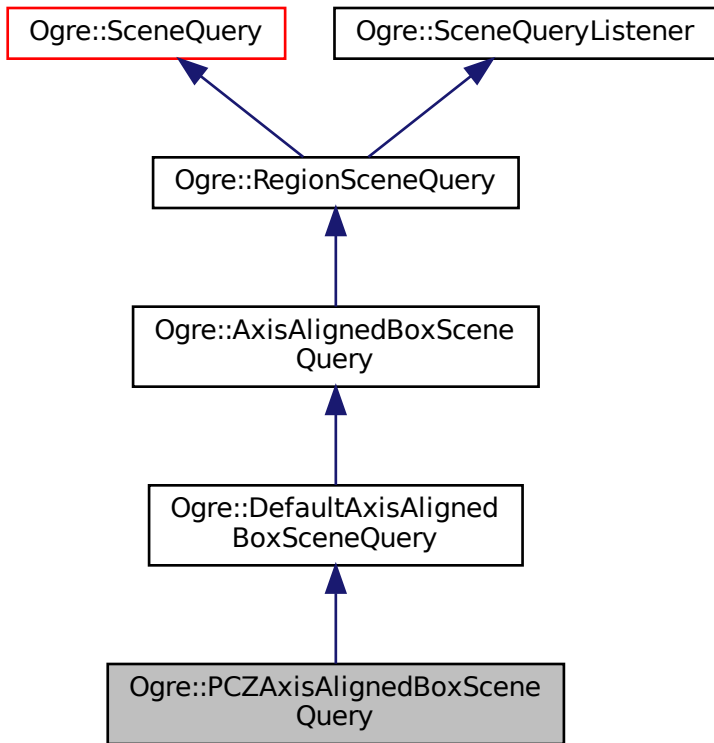 Ogre::SceneQuery
Ogre::SceneQueryListener
Ogre::RegionSceneQuery
Ogre::AxisAlignedBoxScene
Query
Ogre::DefaultAxisAligned
BoxSceneQuery
Ogre::PCZAxisAlignedBoxScene
Query